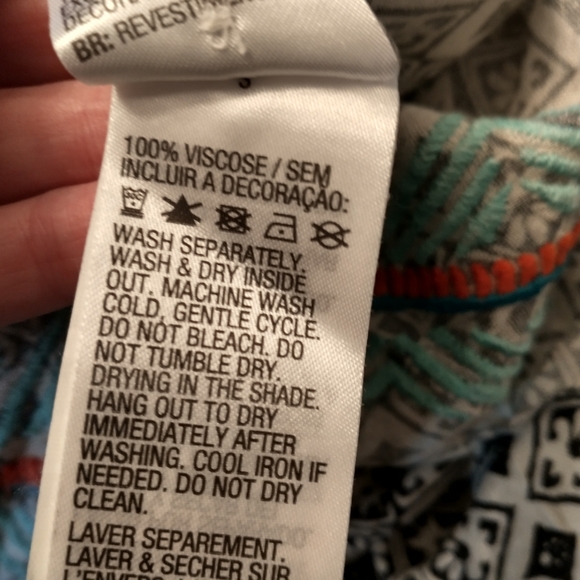 BR:
100% VISCOSE / SEM
INCLUIR A DECORAÇÃO:
WASH SEPARATELY.
WASH & DRY INSIDE
OUT. MACHINE WASH
COLD. GENTLE CYCLE.
DO NOT BLEACH. DO
NOT TUMBLE DRY.
DRYING IN THE SHADE.
HANG OUT TO DRY
IMMEDIATELY AFTER
WASHING. COOL IRON IF
NEEDED. DO NOT DRY
CLEAN.
LAVER SEPAREMENT.
LAVER & SECHER SUR
L'ENVERS